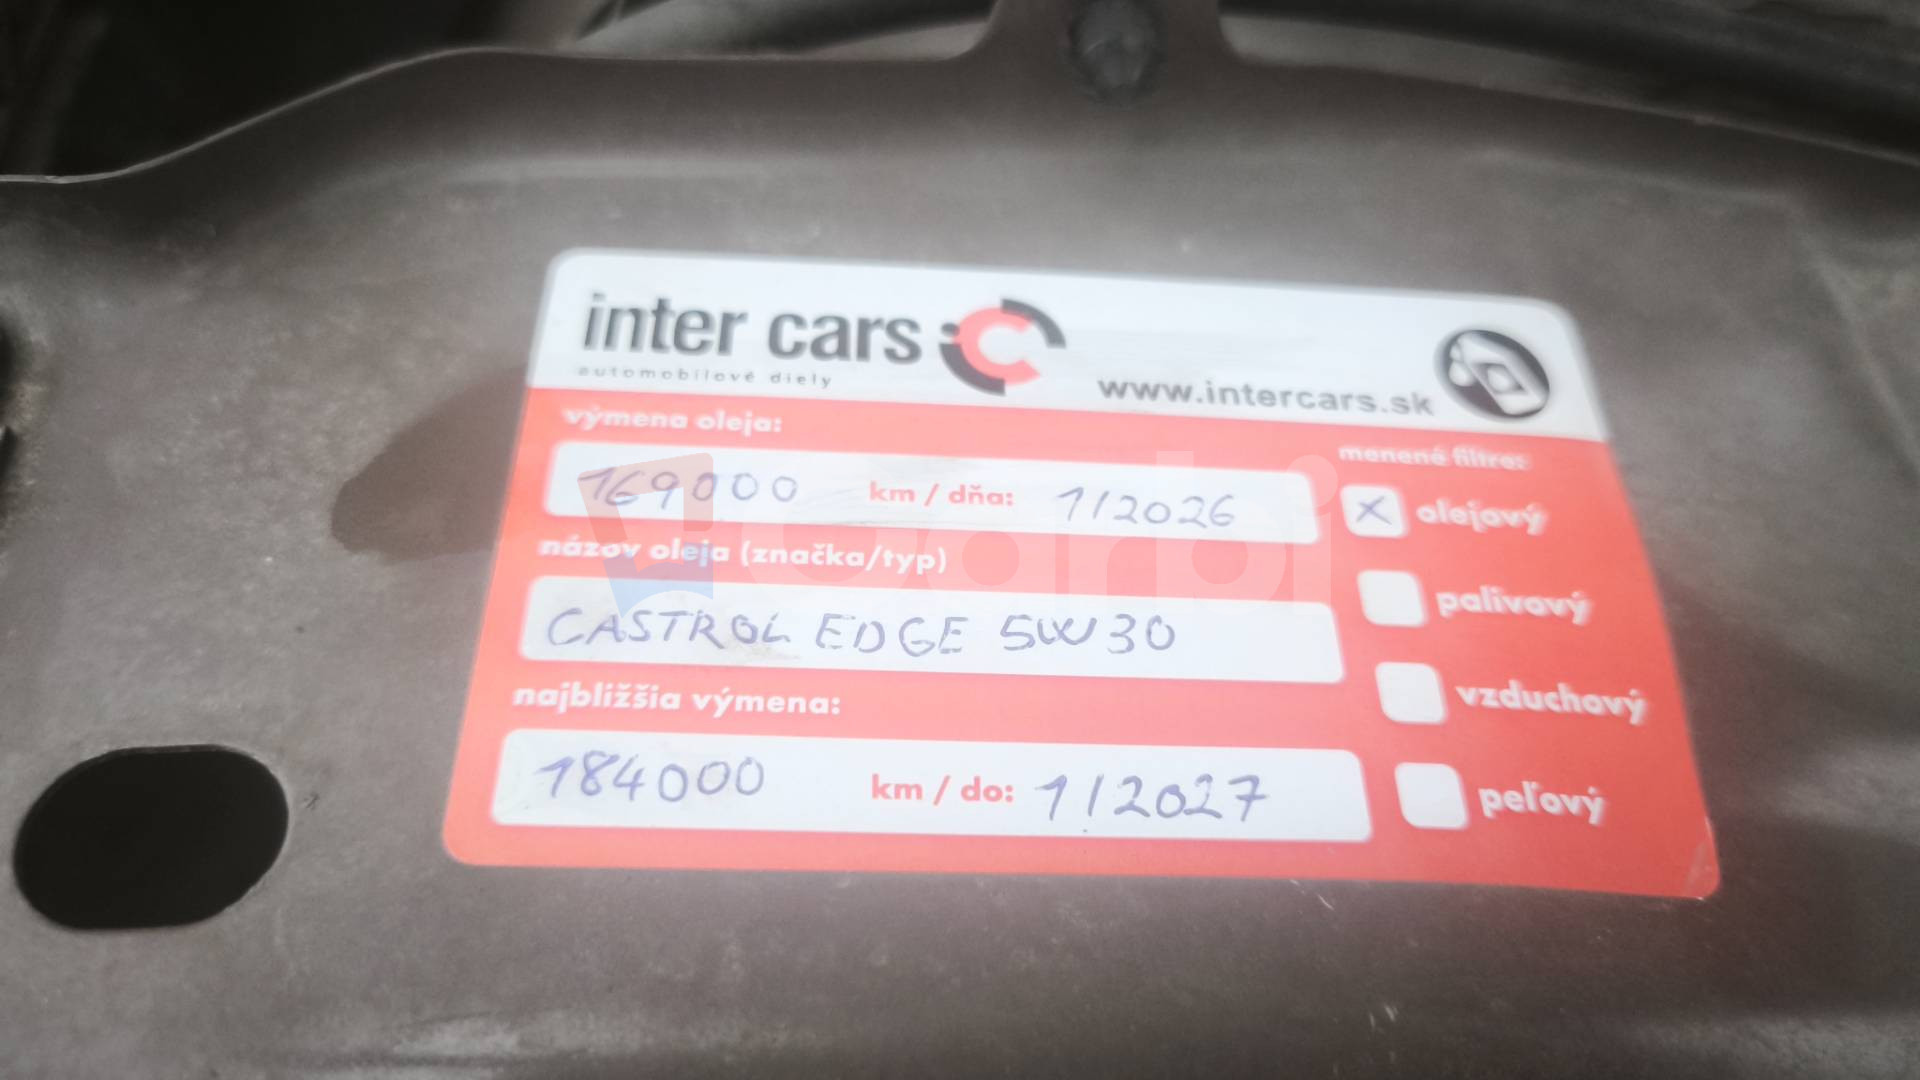 inter cars
automobilové diely
www.intercars.sk
výmena oleja:
169000 km / dňa: 1/2026
názov oleja (značka/typ)
CASTROL EDGE 5W30
najbližšia výmena:
184000 km / do: 1/2027
menené filtre:
X olejový
palivový
vzduchový
peľový
Carbi